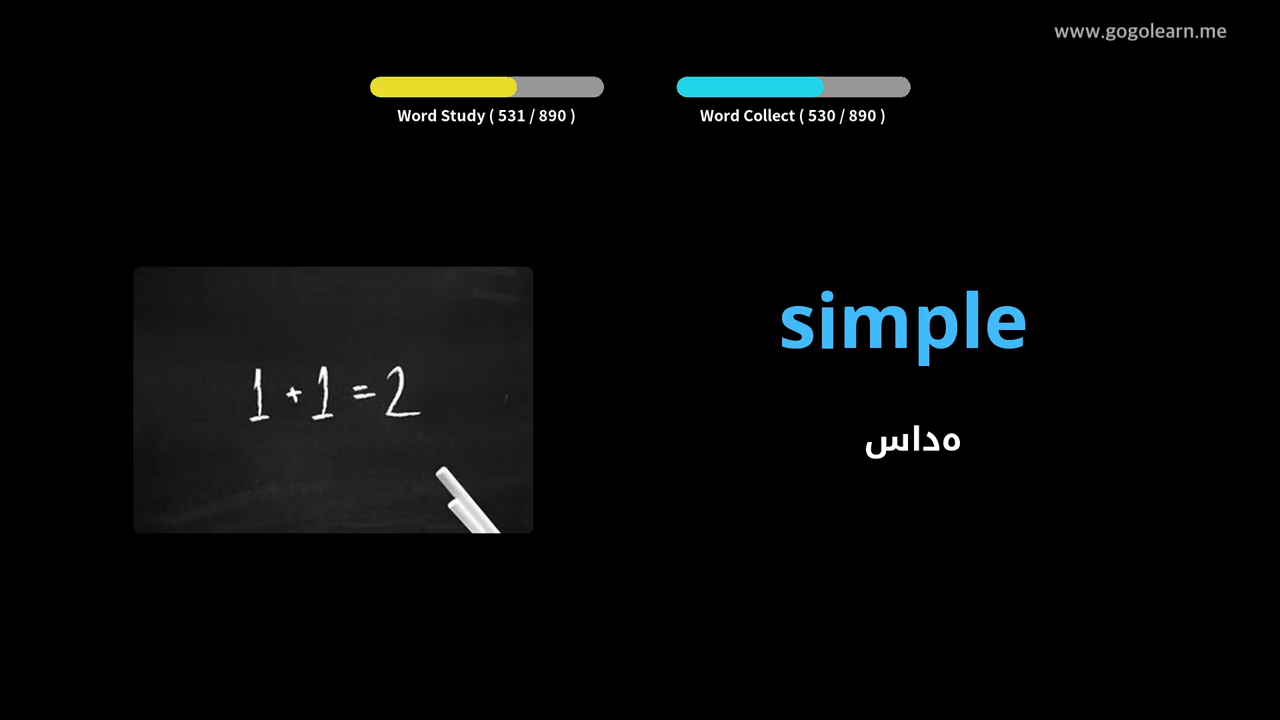 www.gogolearn.me
Word Study ( 531 / 890 )
Word Collect ( 530 / 890 )
1 + 1 = 2
simple
ساده